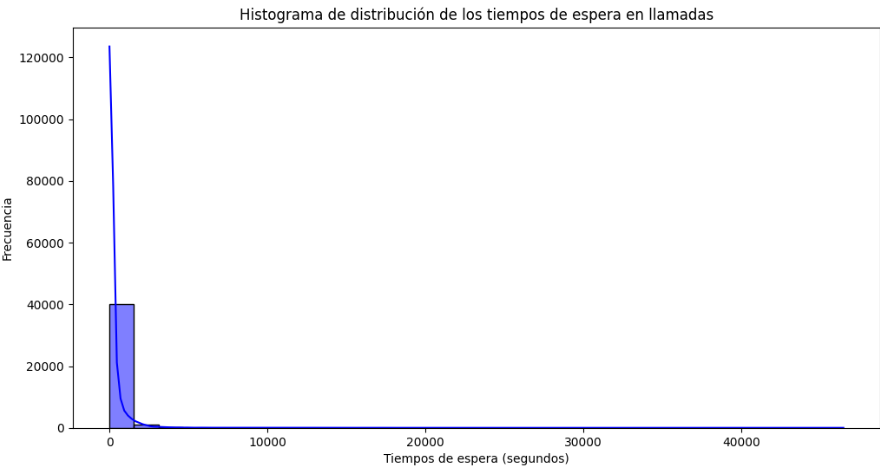 Histograma de distribución de los tiempos de espera en llamadas
Frecuencia
120000
100000
80000
60000
40000
20000
0
0 10000 20000 30000 40000
Tiempos de espera (segundos)